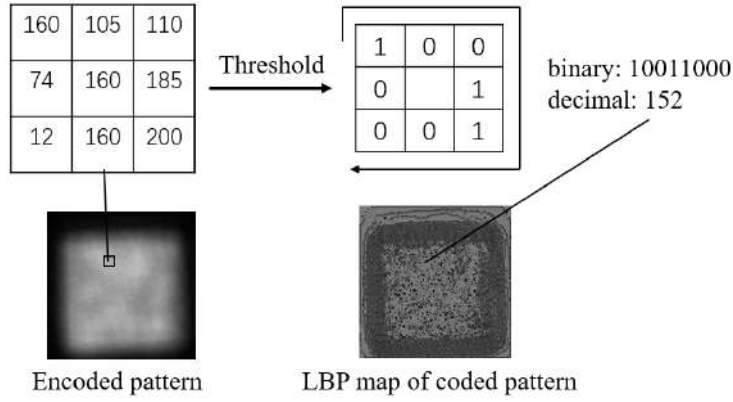 160 105 110
74 160 185
12 160 200
Threshold
1 0 0
0 1
0 0 1
binary: 10011000
decimal: 152
Encoded pattern
LBP map of coded pattern